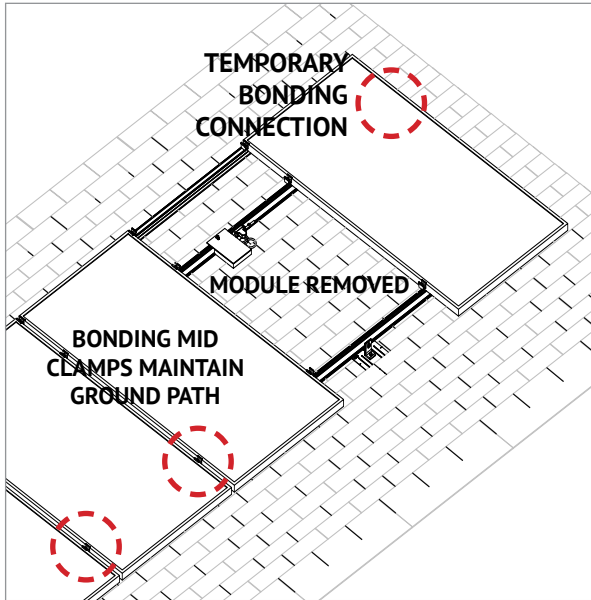 TEMPORARY
BONDING
CONNECTION
MODULE REMOVED
BONDING MID
CLAMPS MAINTAIN
GROUND PATH